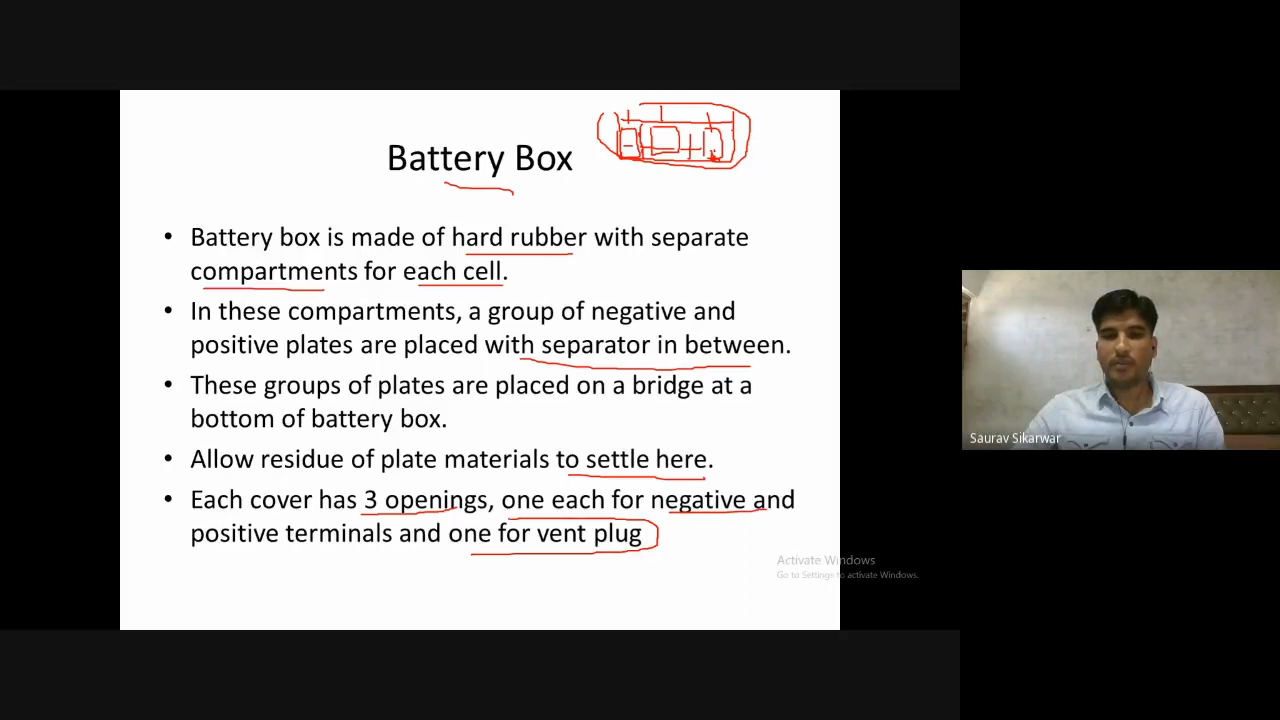 Battery Box
• Battery box is made of hard rubber with separate
compartments for each cell.
• In these compartments, a group of negative and
positive plates are placed with separator in between.
• These groups of plates are placed on a bridge at a
bottom of battery box.
• Allow residue of plate materials to settle here.
• Each cover has 3 openings, one each for negative and
positive terminals and one for vent plug
Activate Windows
Go to Settings to activate Windows.
Saurav Sikarwar